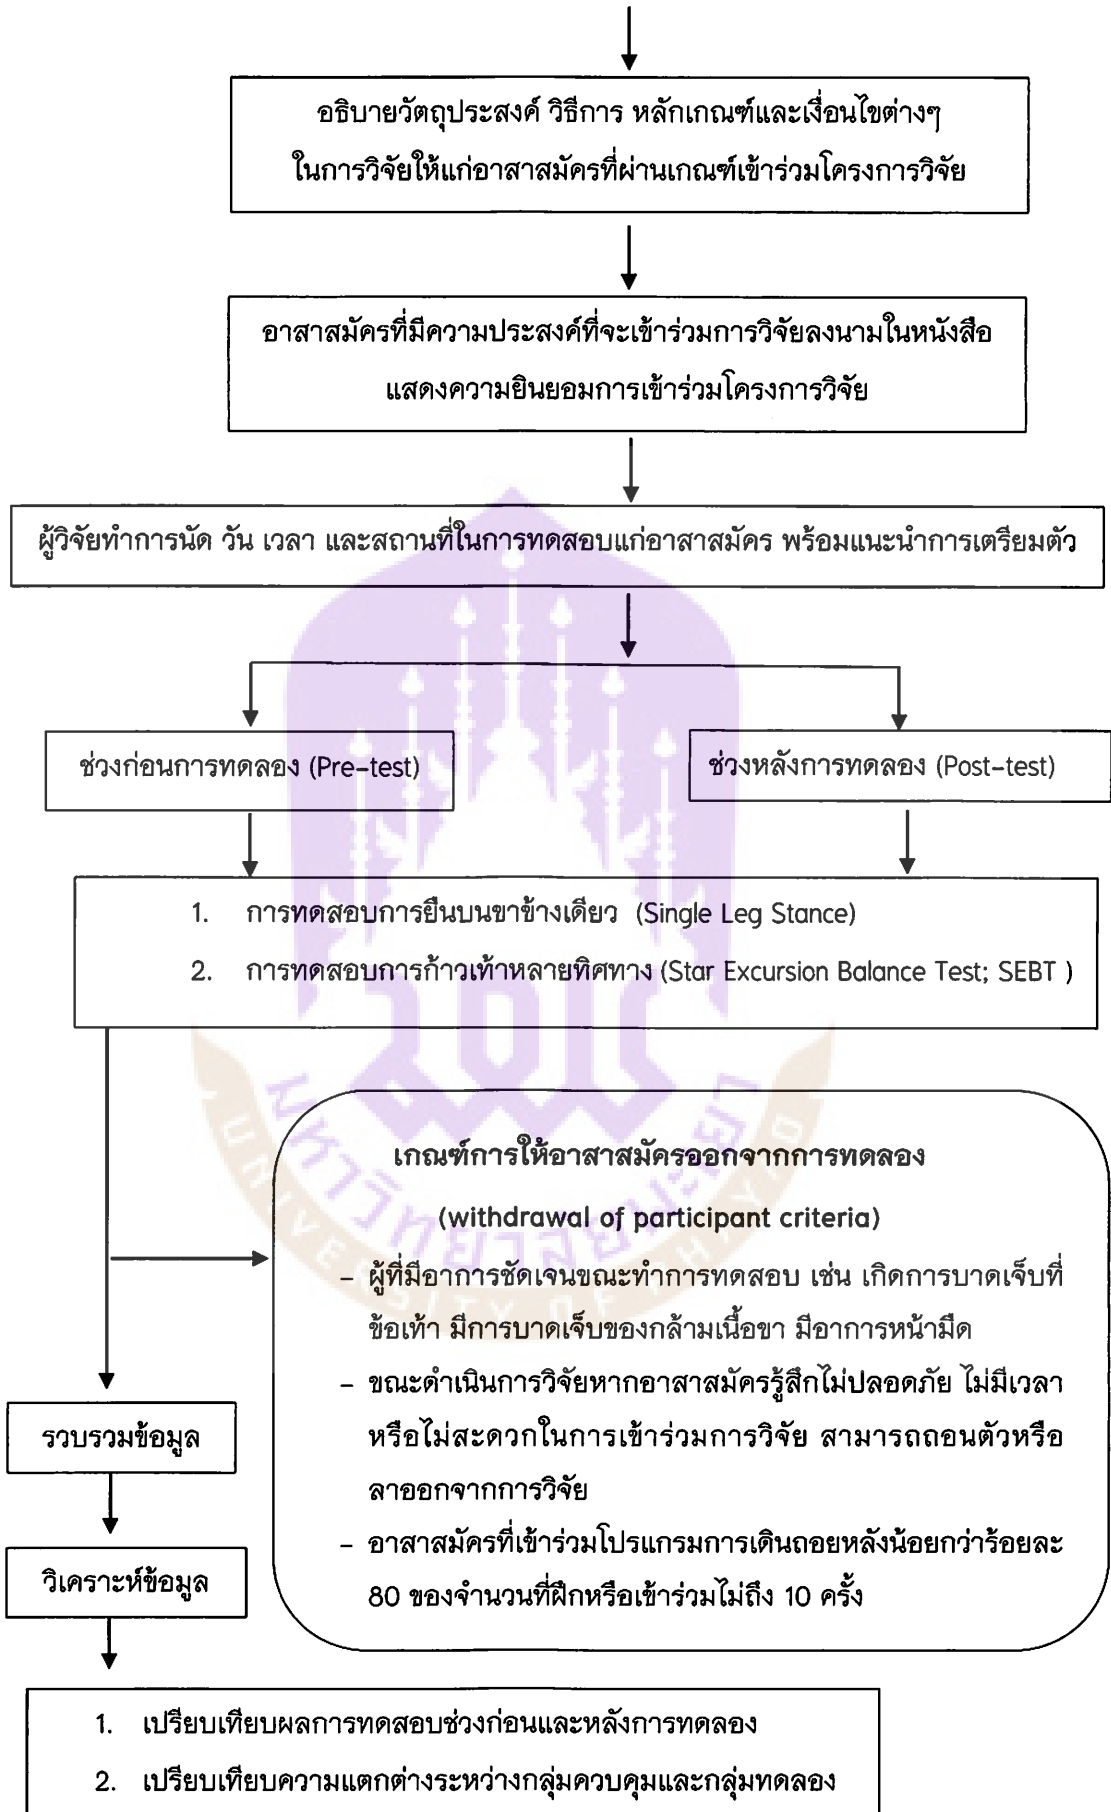 อธิบายวัตถุประสงค์ วิธีการ หลักเกณฑ์และเงื่อนไขต่างๆ
ในการวิจัยให้แก่อาสาสมัครที่ผ่านเกณฑ์เข้าร่วมโครงการวิจัย
อาสาสมัครที่มีความประสงค์ที่จะเข้าร่วมการวิจัยลงนามในหนังสือ
แสดงความยินยอมการเข้าร่วมโครงการวิจัย
ผู้วิจัยทำการนัด วัน เวลา และสถานที่ในการทดสอบแก่อาสาสมัคร พร้อมแนะนำการเตรียมตัว
ช่วงก่อนการทดลอง (Pre-test)
ช่วงหลังการทดลอง (Post-test)
1. การทดสอบการยืนบนขาข้างเดียว (Single Leg Stance)
2. การทดสอบการก้าวเท้าหลายทิศทาง (Star Excursion Balance Test; SEBT )
เกณฑ์การให้อาสาสมัครออกจากการทดลอง
(withdrawal of participant criteria)
- ผู้ที่มีอาการชัดเจนขณะทำการทดสอบ เช่น เกิดการบาดเจ็บที่
ข้อเท้า มีการบาดเจ็บของกล้ามเนื้อขา มีอาการหน้ามืด
- ขณะดำเนินการวิจัยหากอาสาสมัครรู้สึกไม่ปลอดภัย ไม่มีเวลา
หรือไม่สะดวกในการเข้าร่วมการวิจัย สามารถถอนตัวหรือ
ลาออกจากการวิจัย
- อาสาสมัครที่เข้าร่วมโปรแกรมการเดินถอยหลังน้อยกว่าร้อยละ
80 ของจำนวนที่ฝึกหรือเข้าร่วมไม่ถึง 10 ครั้ง
รวบรวมข้อมูล
วิเคราะห์ข้อมูล
1. เปรียบเทียบผลการทดสอบช่วงก่อนและหลังการทดลอง
2. เปรียบเทียบความแตกต่างระหว่างกลุ่มควบคุมและกลุ่มทดลอง
มหาวิทยาลัยพะเยา
UNIVERSITY OF PHAYAO